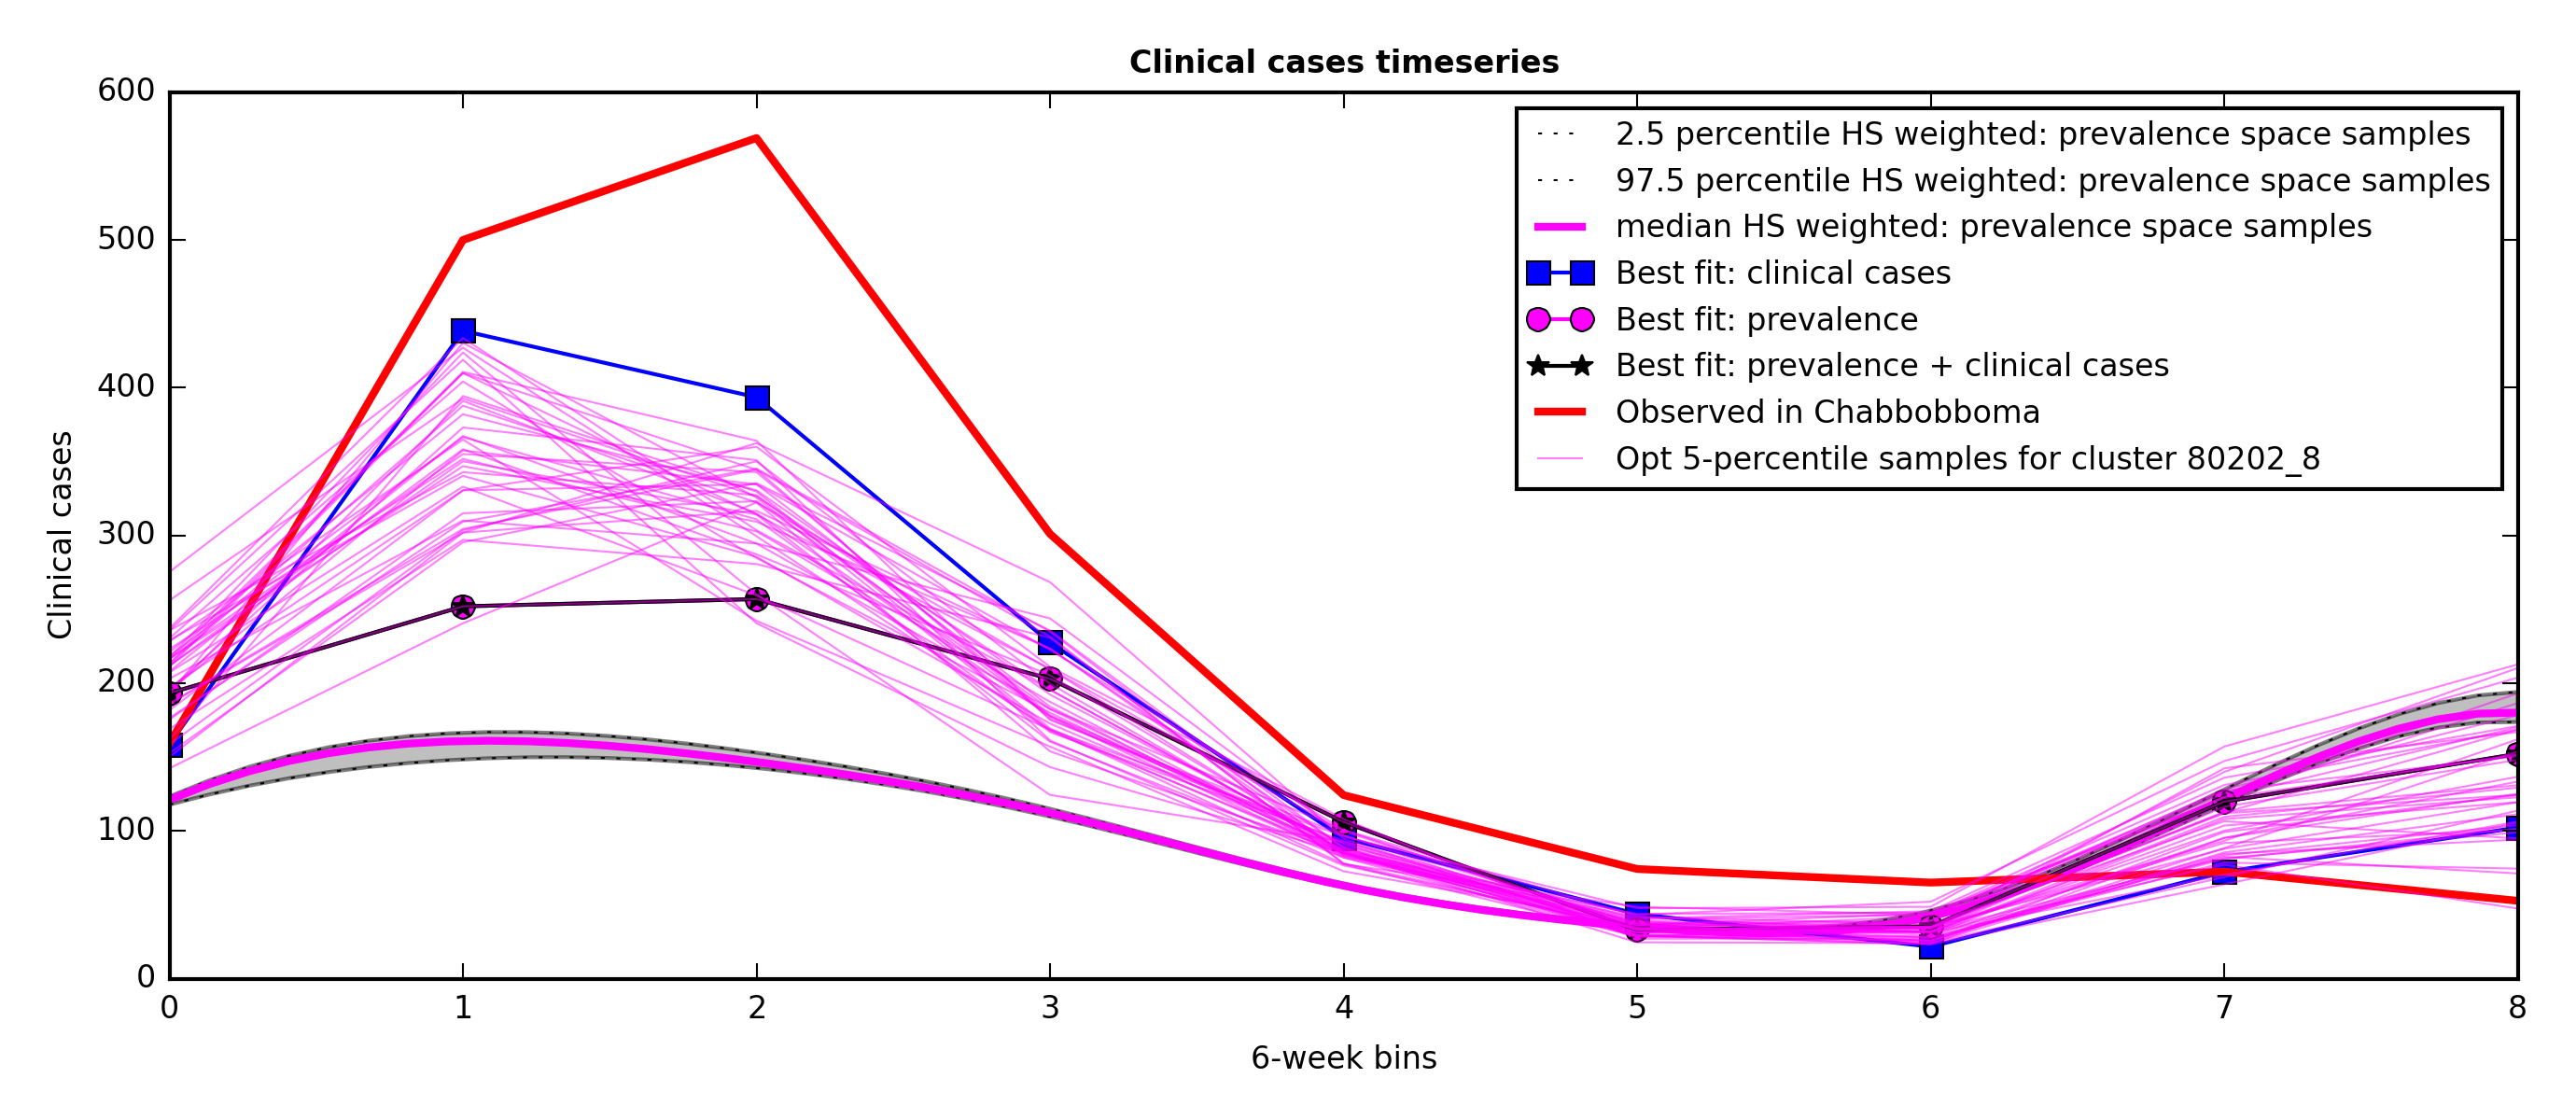 Clinical cases timeseries
600
500
400
300
200
100
0
Clinical cases
2.5 percentile HS weighted: prevalence space samples
97.5 percentile HS weighted: prevalence space samples
median HS weighted: prevalence space samples
Best fit: clinical cases
Best fit: prevalence
Best fit: prevalence + clinical cases
Observed in Chabbobboma
Opt 5-percentile samples for cluster 80202_8
0 1 2 3 4 5 6 7 8
6-week bins